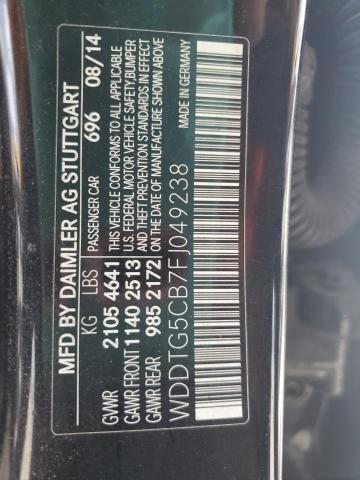 MFD BY DAIMLER AG STUTTGART
KG LBS PASSENGER CAR 696 08/14
GVWR 2105 4641 THIS VEHICLE CONFORMS TO ALL APPLICABLE
GAWR FRONT 1140 2513 U.S. FEDERAL MOTOR VEHICLE SAFETY, BUMPER
GAWR REAR 985 2172 AND THEFT PREVENTION STANDARDS IN EFFECT
ON THE DATE OF MANUFACTURE SHOWN ABOVE
WDDTG5CB7FJ049238 MADE IN GERMANY